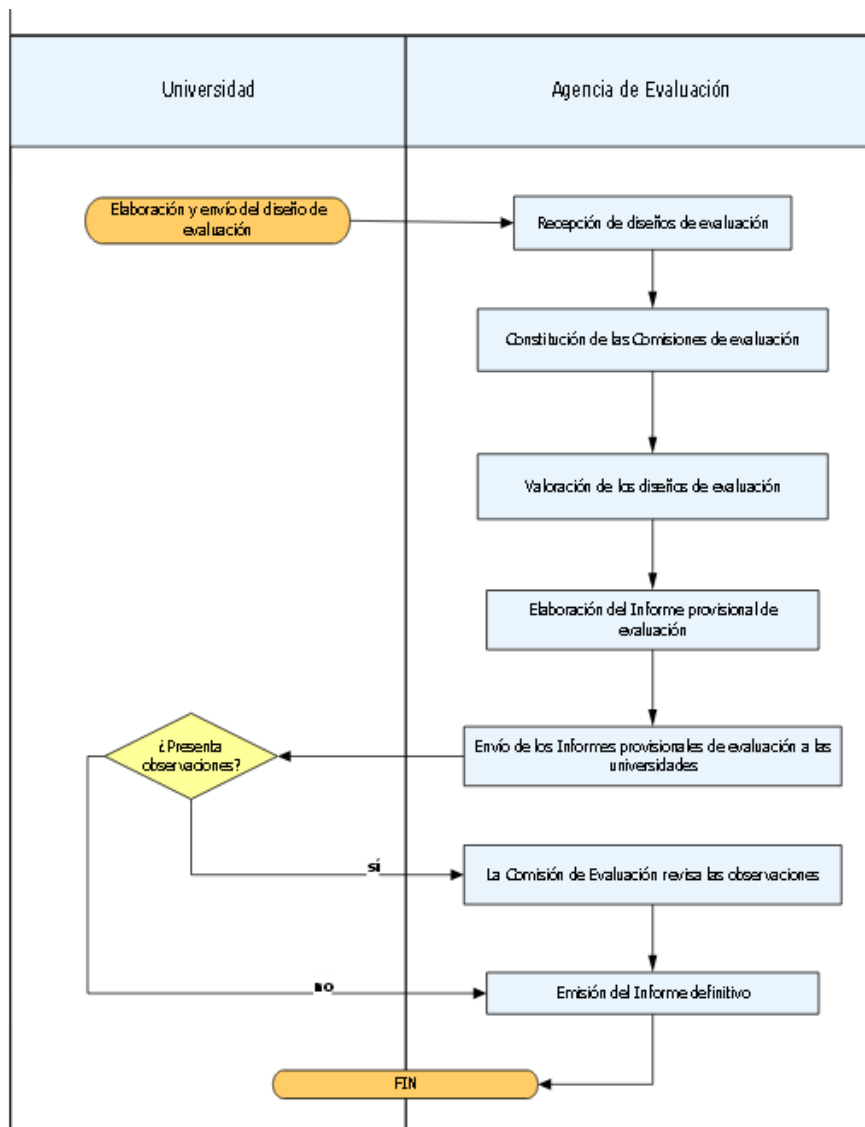 Universidad
Agencia de Evaluación
Elaboración y envío del diseño de
evaluación
Recepción de diseños de evaluación
Constitución de las Comisiones de evaluación
Valoración de los diseños de evaluación
Elaboración del Informe provisional de
evaluación
¿Presenta
observaciones?
Envío de los Informes provisionales de evaluación a las
universidades
sí
La Comisión de Evaluación revisa las observaciones
no
Emisión del Informe definitivo
FIN